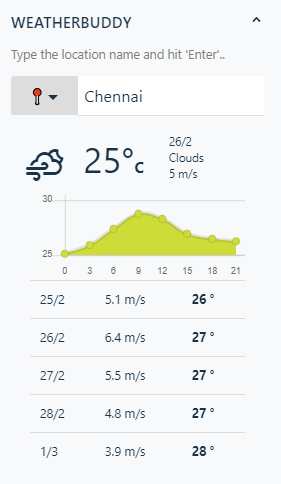 WEATHERBUDDY
Type the location name and hit 'Enter'..
Chennai
25°c
26/2
Clouds
5 m/s
30
25
0 3 6 9 12 15 18 21
25/2 5.1 m/s 26 °
26/2 6.4 m/s 27 °
27/2 5.5 m/s 27 °
28/2 4.8 m/s 27 °
1/3 3.9 m/s 28 °